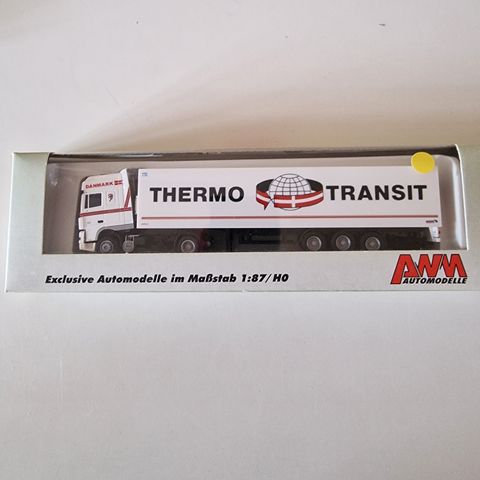 DANMARK
THERMO TRANSIT
Exclusive Automodelle im Maßstab 1:87/H0
AWM
AUTOMODELLE